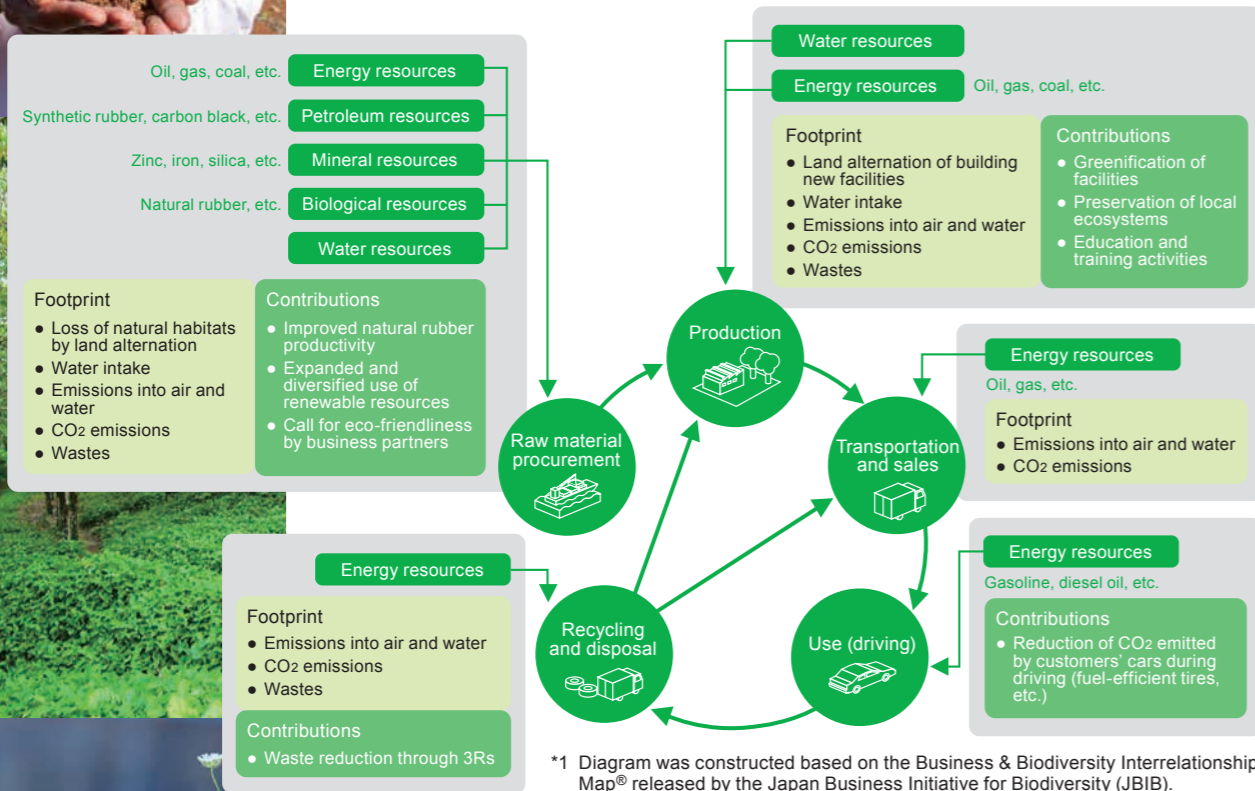 Oil, gas, coal, etc. Energy resources
Synthetic rubber, carbon black, etc. Petroleum resources
Zinc, iron, silica, etc. Mineral resources
Natural rubber, etc. Biological resources
Water resources
Footprint
● Loss of natural habitats
by land alternation
● Water intake
● Emissions into air and
water
● CO2 emissions
● Wastes
Contributions
● Improved natural rubber
productivity
● Expanded and
diversified use of
renewable resources
● Call for eco-friendliness
by business partners
Raw material
procurement
Water resources
Energy resources Oil, gas, coal, etc.
Footprint
● Land alternation of building
new facilities
● Water intake
● Emissions into air and water
● CO2 emissions
● Wastes
Contributions
● Greenification of
facilities
● Preservation of local
ecosystems
● Education and
training activities
Production
Energy resources
Oil, gas, etc.
Footprint
● Emissions into air and water
● CO2 emissions
Transportation
and sales
Energy resources
Gasoline, diesel oil, etc.
Contributions
● Reduction of CO2 emitted
by customers' cars during
driving (fuel-efficient tires,
etc.)
Use (driving)
Energy resources
Footprint
● Emissions into air and water
● CO2 emissions
● Wastes
Contributions
● Waste reduction through 3Rs
Recycling
and disposal
*1 Diagram was constructed based on the Business & Biodiversity Interrelationship
Map® released by the Japan Business Initiative for Biodiversity (JBIB).